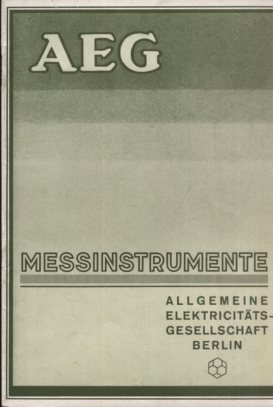 AEG
MESSINSTRUMENTE
ALLGEMEINE
ELEKTRICITÄTS-
GESELLSCHAFT
BERLIN